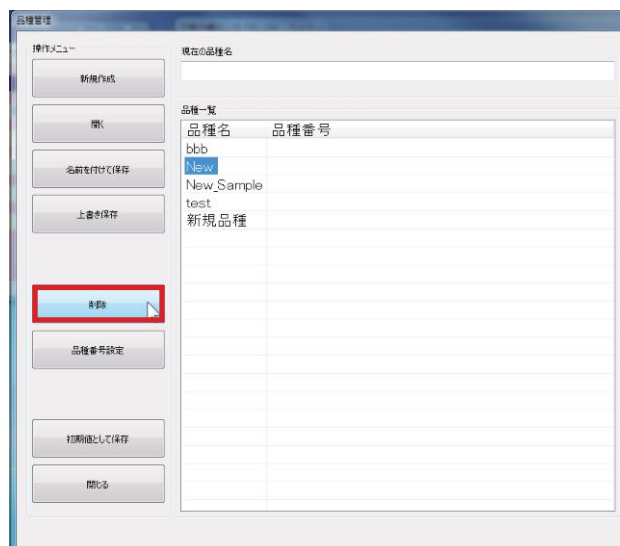 品種管理
操作メニュー
新規作成
開く
名前を付けて保存
上書き保存
削除
品種番号設定
初期値として保存
閉じる
現在の品種名
品種一覧
品種名 品種番号
bbb
New
New_Sample
test
新規品種